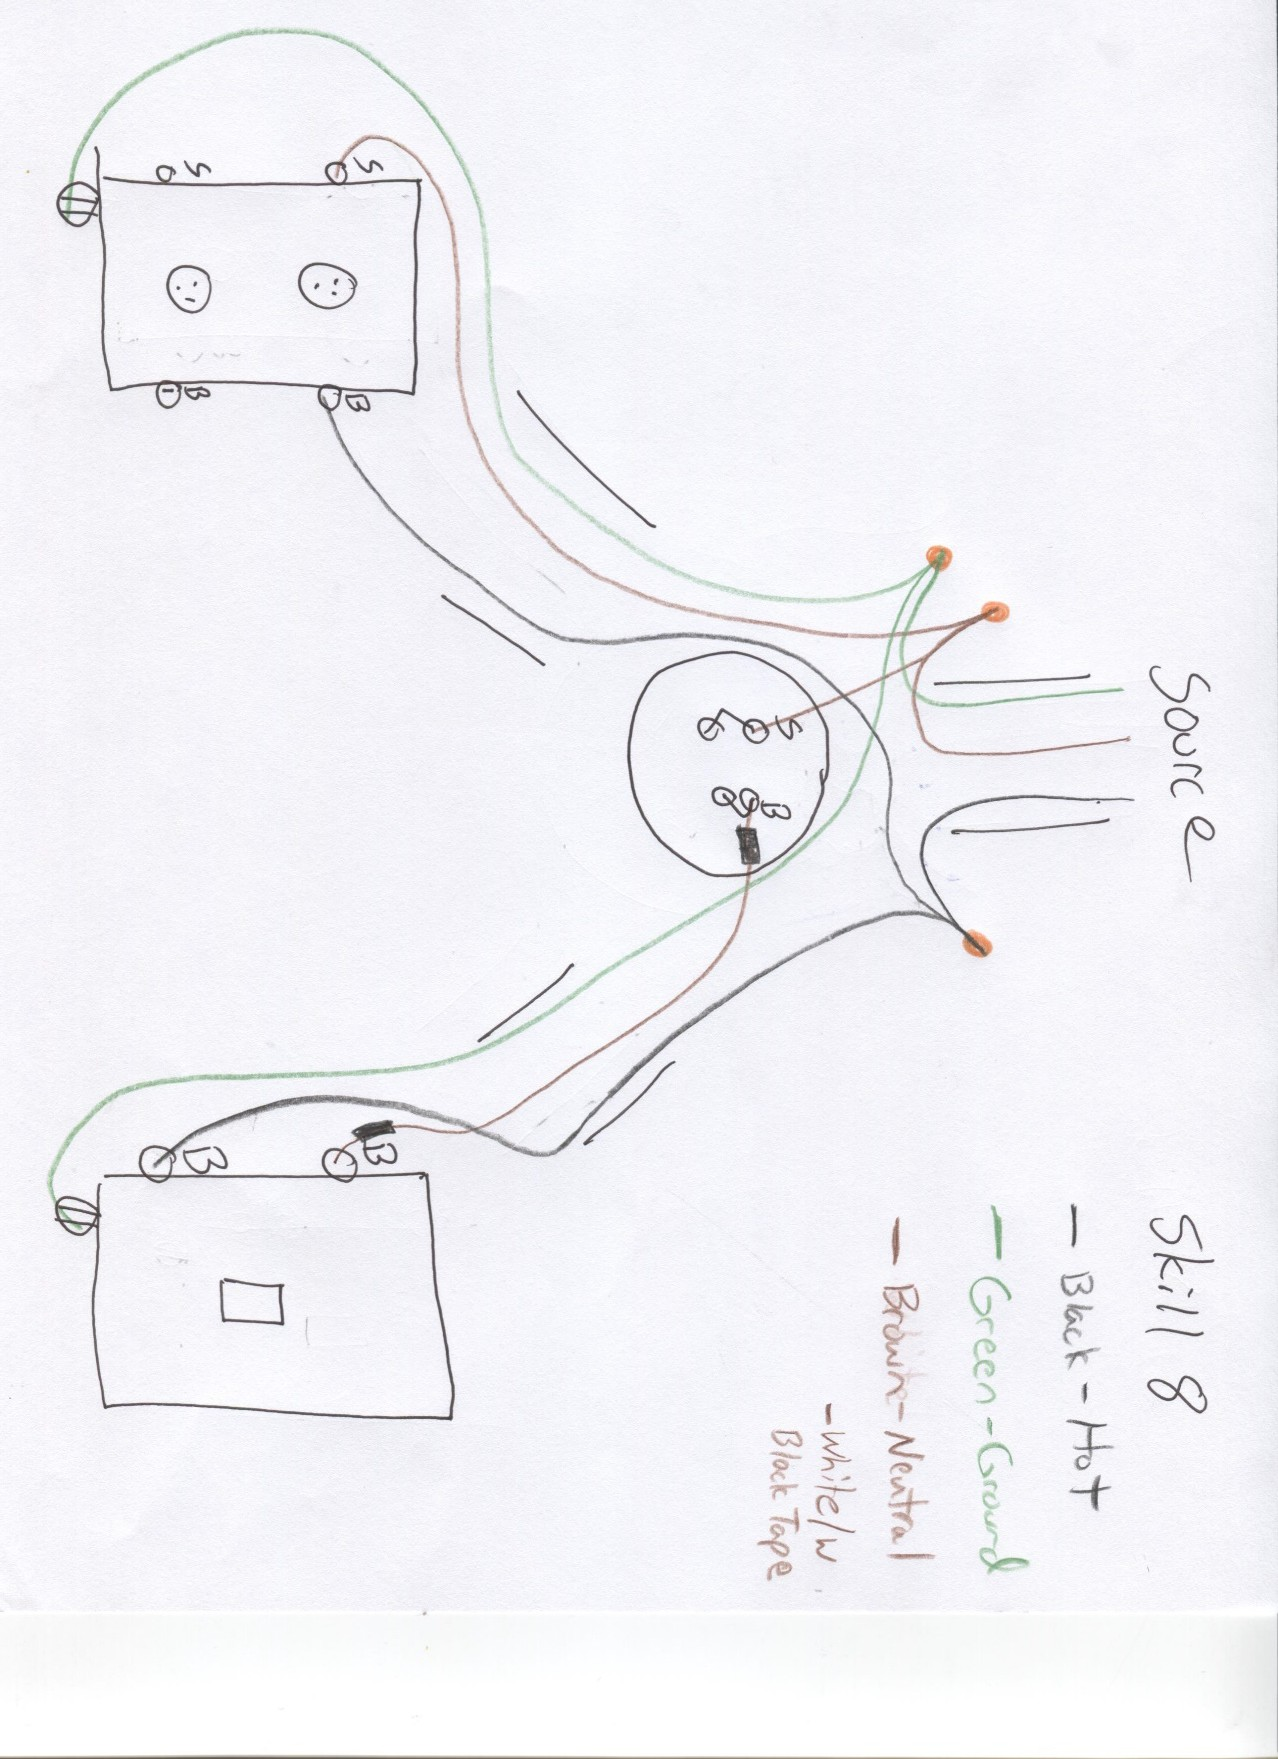 Source
Skill 8
- Black - Hot
- Green - Ground
- Brown - Neutral
- White/w
Black Tape
S
S
B
B
S
B
B
B